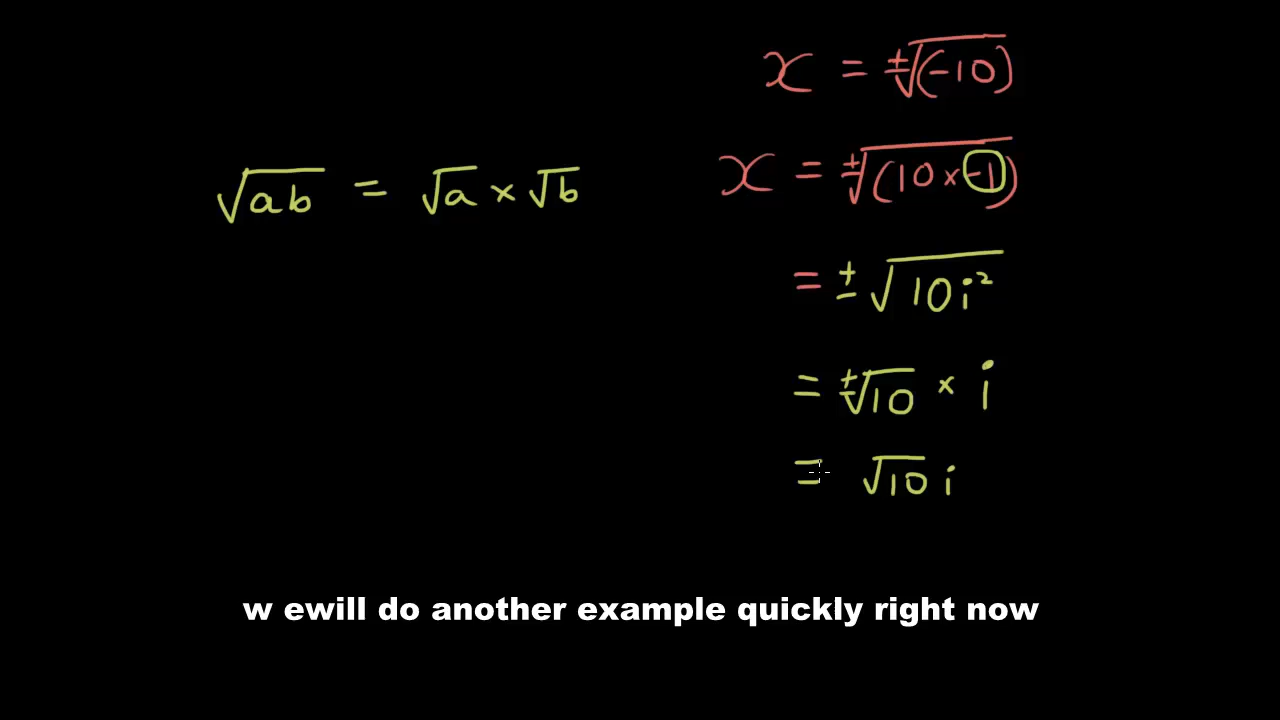 x = ±√(-10)
x = ±√(10 × -1)
√ab = √a × √b
= ± √10i²
= ±√10 × i
= √10 i
w ewill do another example quickly right now